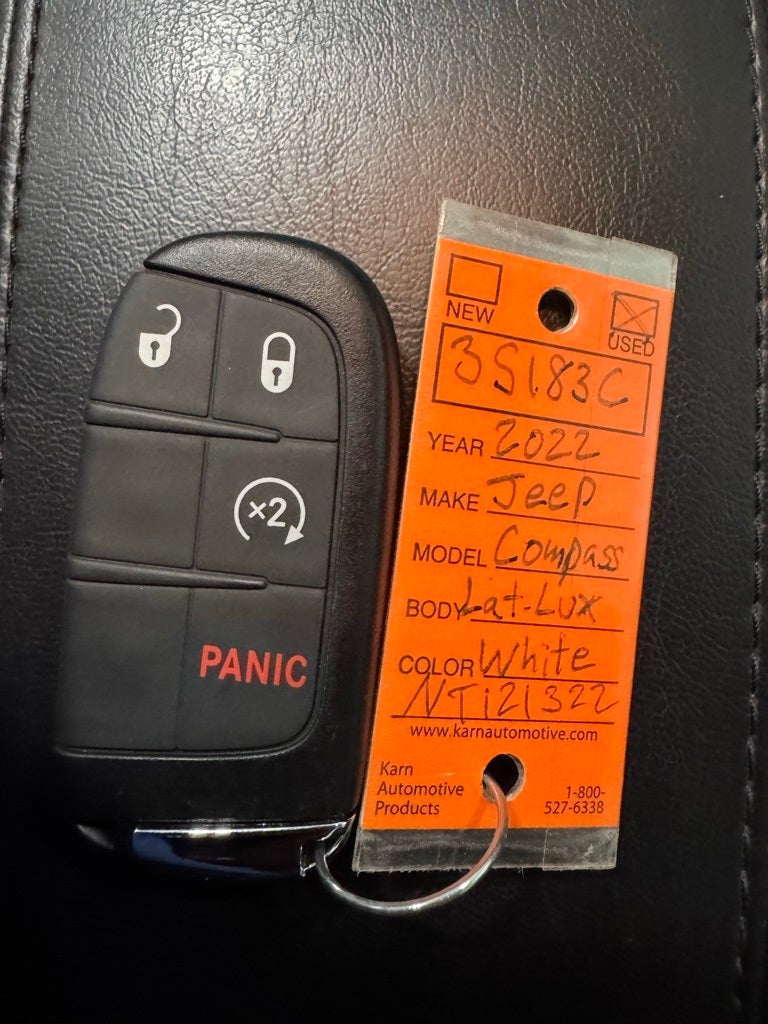 ×2
PANIC
NEW
USED
35183C
YEAR 2022
MAKE Jeep
MODEL Compass
BODY Lat-Lux
COLOR White
NT121322
www.karnautomotive.com
Karn
Automotive
Products
1-800-
527-6338